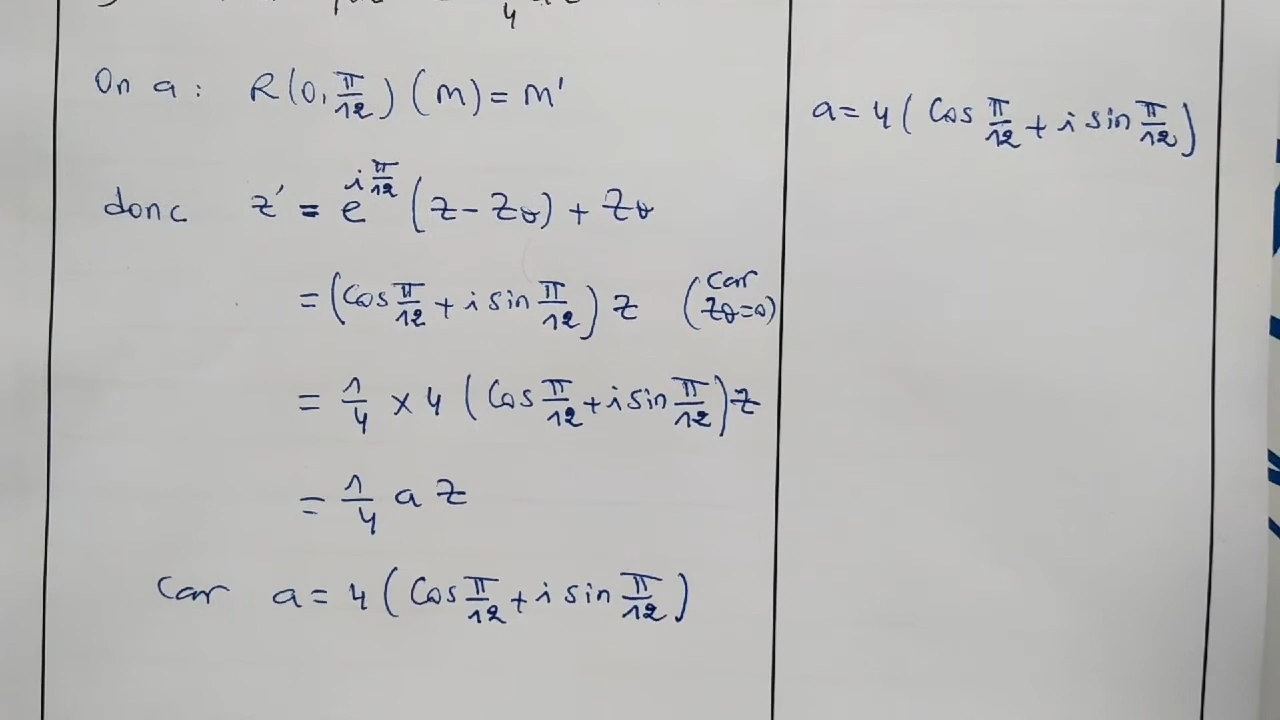 4
On a : R(0, π/12) (m) = m'
donc z' = e^(i π/12) (z - z₀) + z₀
= (Cos π/12 + i sin π/12) z (car z₀=0)
= 1/4 × 4 (Cos π/12 + i sin π/12) z
= 1/4 a z
Car a = 4 (Cos π/12 + i sin π/12)
a = 4 (Cos π/12 + i sin π/12)